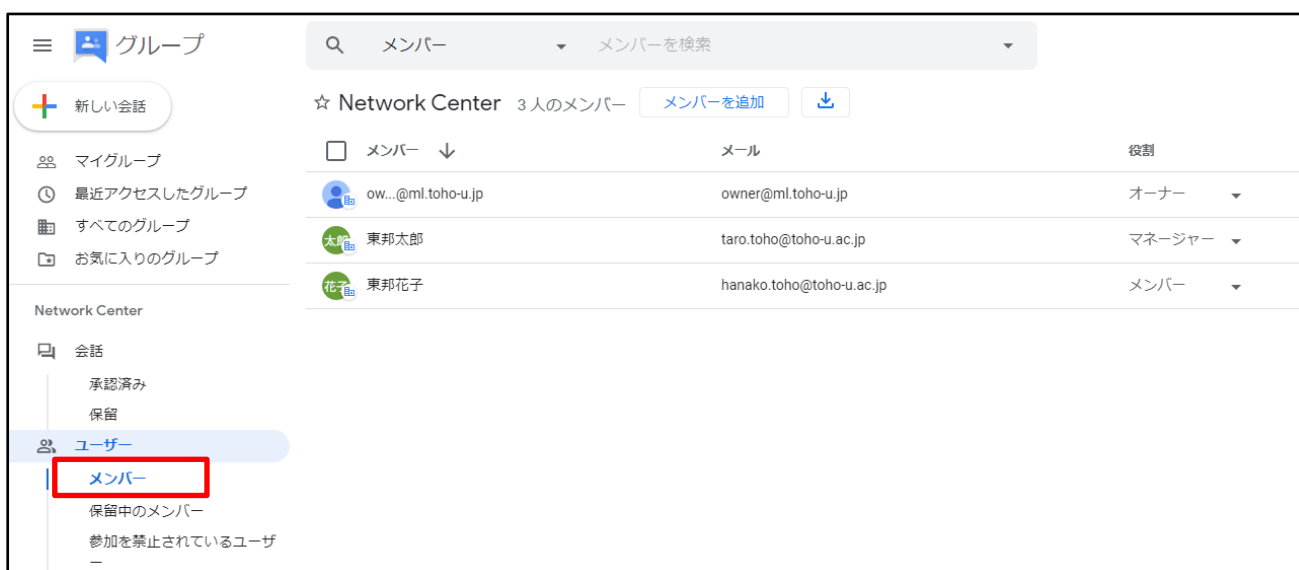 グループ
メンバー メンバーを検索
新しい会話
Network Center 3人のメンバー メンバーを追加
メンバー メール 役割
マイグループ
最近アクセスしたグループ
すべてのグループ
お気に入りのグループ
ow...@ml.toho-u.jp owner@ml.toho-u.jp オーナー
太郎 東邦太郎 taro.toho@toho-u.ac.jp マネージャー
花子 東邦花子 hanako.toho@toho-u.ac.jp メンバー
Network Center
会話
承認済み
保留
ユーザー
メンバー
保留中のメンバー
参加を禁止されているユーザ
ー